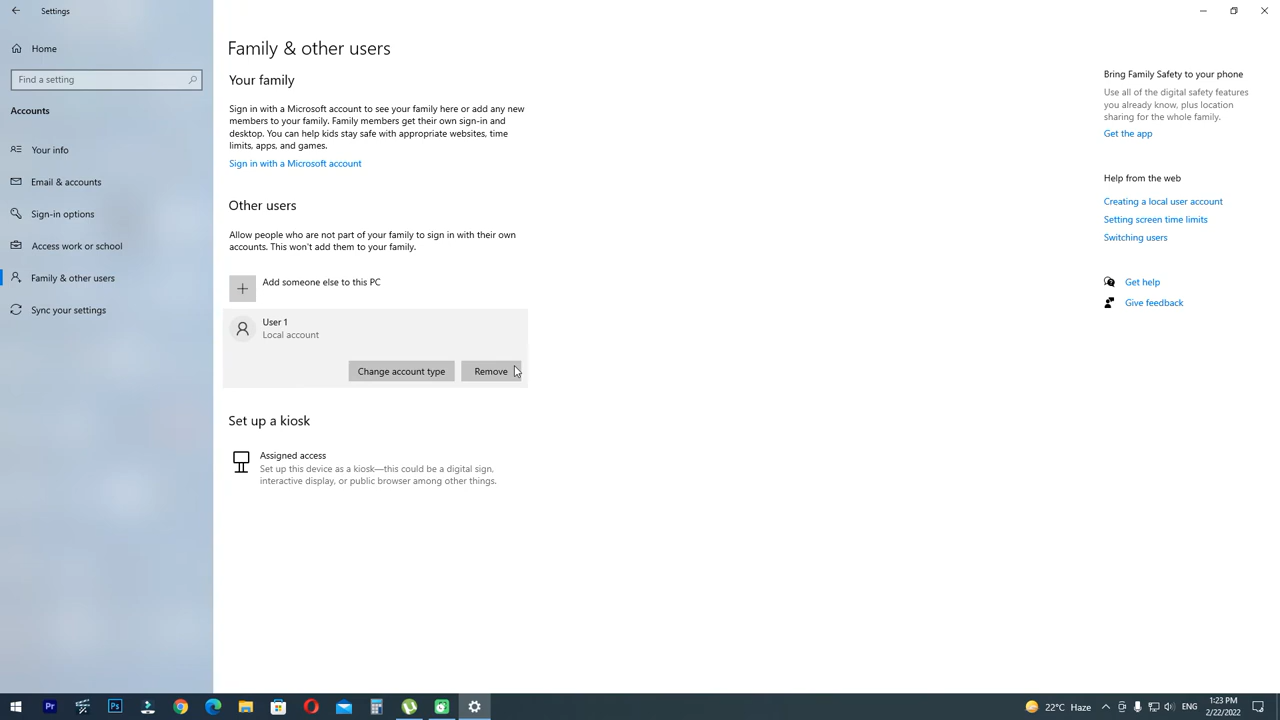 Settings
Home
Find a setting
Accounts
Your info
Email & accounts
Sign-in options
Access work or school
Family & other users
Sync your settings
Family & other users
Your family
Sign in with a Microsoft account to see your family here or add any new
members to your family. Family members get their own sign-in and
desktop. You can help kids stay safe with appropriate websites, time
limits, apps, and games.
Sign in with a Microsoft account
Other users
Allow people who are not part of your family to sign in with their own
accounts. This won't add them to your family.
Add someone else to this PC
User 1
Local account
Change account type
Remove
Set up a kiosk
Assigned access
Set up this device as a kiosk—this could be a digital sign,
interactive display, or public browser among other things.
Bring Family Safety to your phone
Use all of the digital safety features
you already know, plus location
sharing for the whole family.
Get the app
Help from the web
Creating a local user account
Setting screen time limits
Switching users
Get help
Give feedback
Pr
Ps
22°C Haze
ENG
1:23 PM
2/22/2022